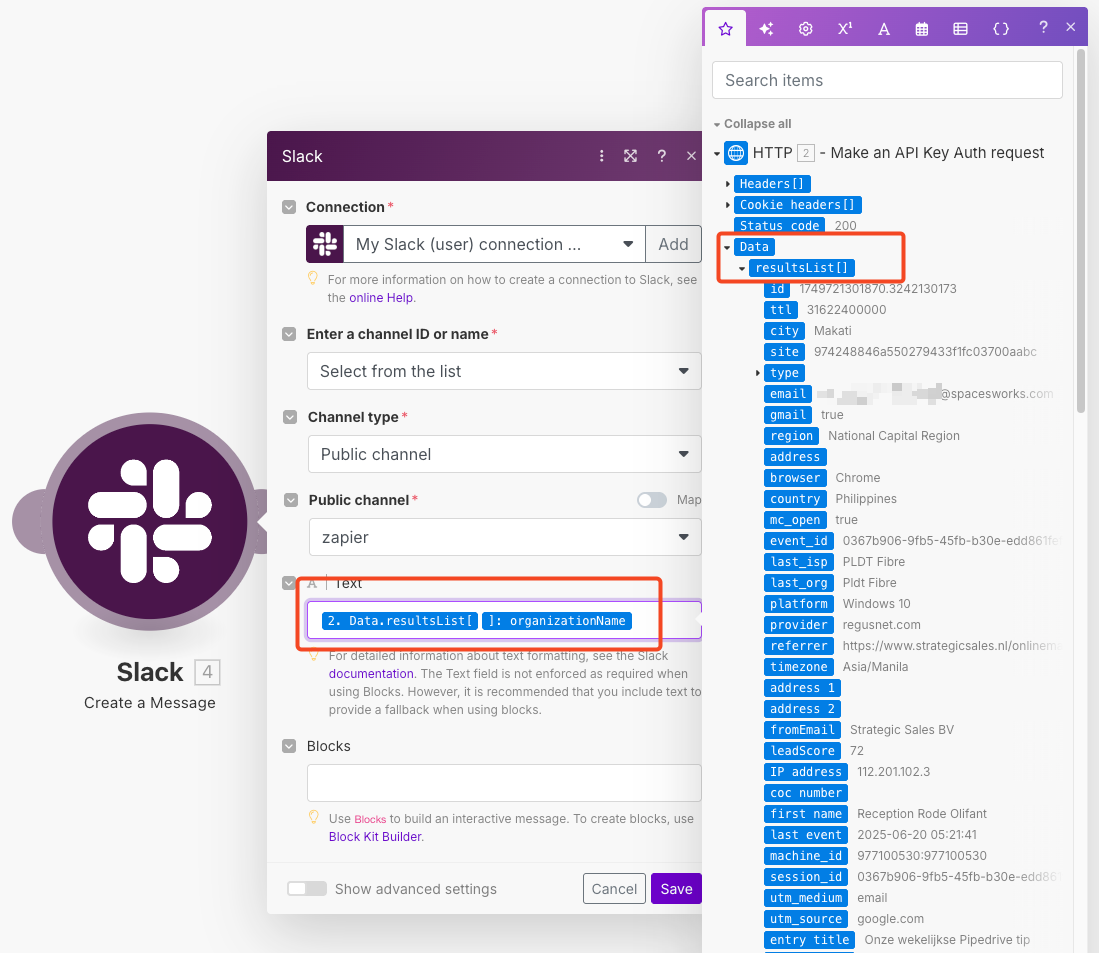 Slack
Connection *
My Slack (user) connection ...
Add
For more information on how to create a connection to Slack, see
the online Help.
Enter a channel ID or name *
Select from the list
Channel type *
Public channel
Public channel *
Map
zapier
A Text
2. Data.resultsList[ ]: organizationName
For detailed information about text formatting, see the Slack
documentation. The Text field is not enforced as required when
using Blocks. However, it is recommended that you include text to
provide a fallback when using blocks.
Blocks
Use Blocks to build an interactive message. To create blocks, use
Block Kit Builder.
Show advanced settings
Cancel
Save
Slack 4
Create a Message
Search items
Collapse all
HTTP 2 - Make an API Key Auth request
Headers[]
Cookie headers[]
Status code 200
Data
resultsList[]
id 1749721301870.3242130173
ttl 31622400000
city Makati
site 974248846a550279433f1fc03700aabc
type
email @spacesworks.com
gmail true
region National Capital Region
address
browser Chrome
country Philippines
mc_open true
event_id 0367b906-9fb5-45fb-b30e-edd861fe
last_isp PLDT Fibre
last_org Pldt Fibre
platform Windows 10
provider regusnet.com
referrer https://www.strategicsales.nl/onlinema
timezone Asia/Manila
address 1
address 2
fromEmail Strategic Sales BV
leadScore 72
IP address 112.201.102.3
coc number
first name Reception Rode Olifant
last event 2025-06-20 05:21:41
machine_id 977100530:977100530
session_id 0367b906-9fb5-45fb-b30e-edd861
utm_medium email
utm_source google.com
entry title Onze wekelijkse Pipedrive tip